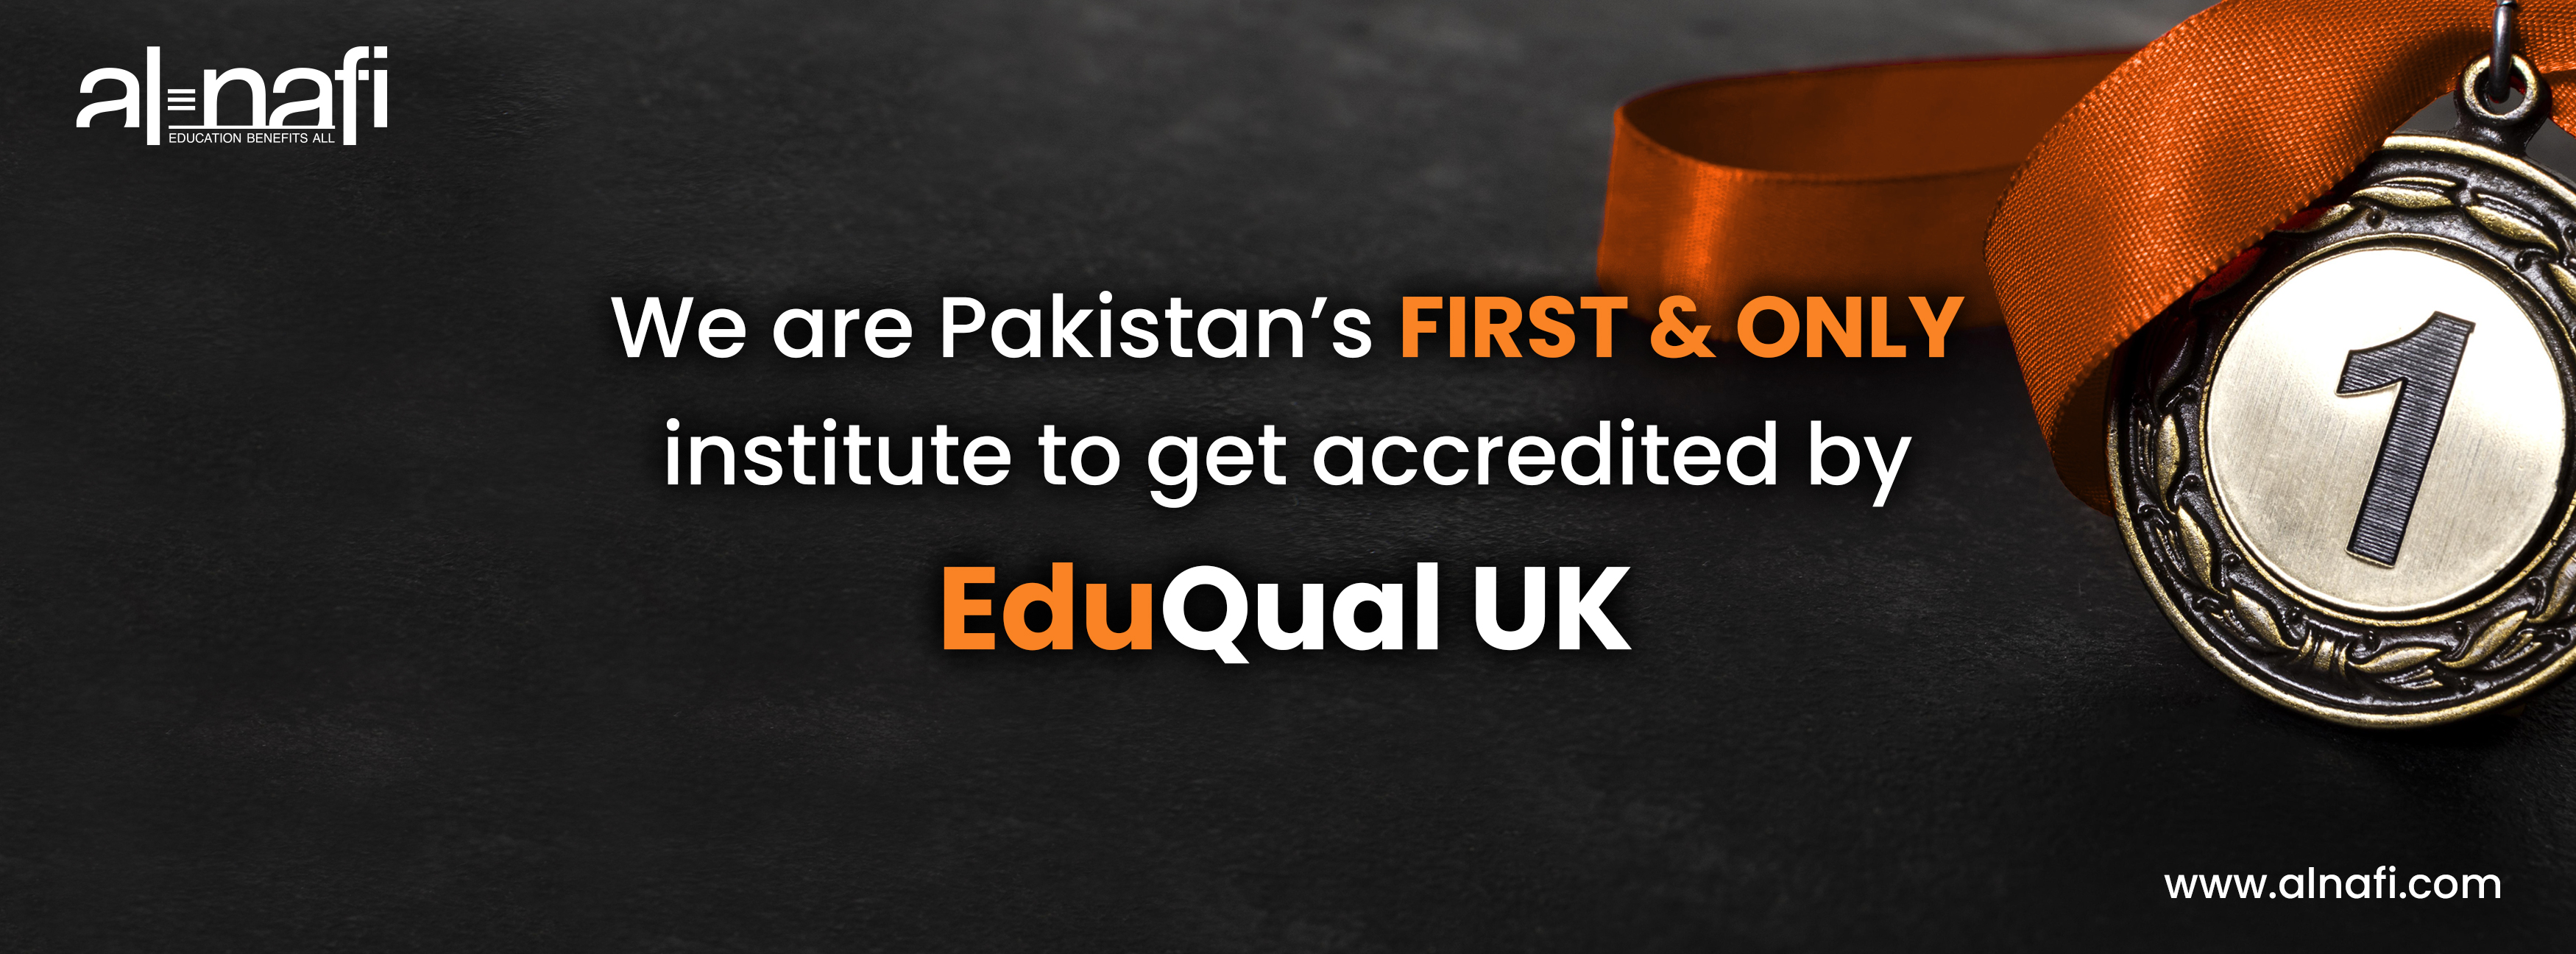 al-nafi
EDUCATION BENEFITS ALL
We are Pakistan’s FIRST & ONLY
institute to get accredited by
EduQual UK
1
www.alnafi.com